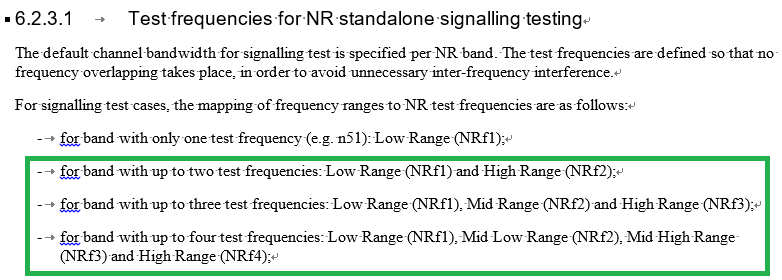 6.2.3.1 → Test frequencies for NR standalone signalling testing
The default channel bandwidth for signalling test is specified per NR band. The test frequencies are defined so that no
frequency overlapping takes place, in order to avoid unnecessary inter-frequency interference.
For signalling test cases, the mapping of frequency ranges to NR test frequencies are as follows:
- → for band with only one test frequency (e.g. n51): Low Range (NRf1);
- → for band with up to two test frequencies: Low Range (NRf1) and High Range (NRf2);
- → for band with up to three test frequencies: Low Range (NRf1), Mid Range (NRf2) and High Range (NRf3);
- → for band with up to four test frequencies: Low Range (NRf1), Mid Low Range (NRf2), Mid High Range
(NRf3) and High Range (NRf4);